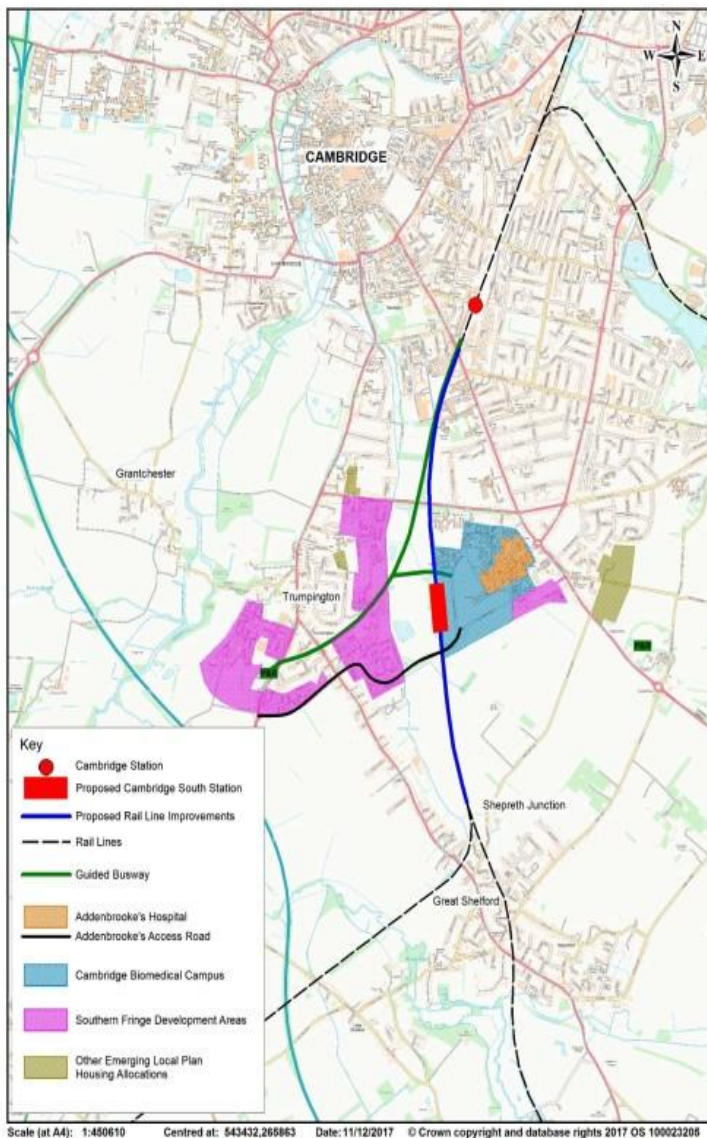 N
W E
S
CAMBRIDGE
Grantchester
Trumpington
P&R
P&R
Shepreth Junction
Great Shelford
Key
Cambridge Station
Proposed Cambridge South Station
Proposed Rail Line Improvements
Rail Lines
Guided Busway
Addenbrooke's Hospital
Addenbrooke's Access Road
Cambridge Biomedical Campus
Southern Fringe Development Areas
Other Emerging Local Plan
Housing Allocations
Scale (at A4): 1:450610 Centred at: 543432,265863 Date: 11/12/2017 © Crown copyright and database rights 2017 OS 100023205